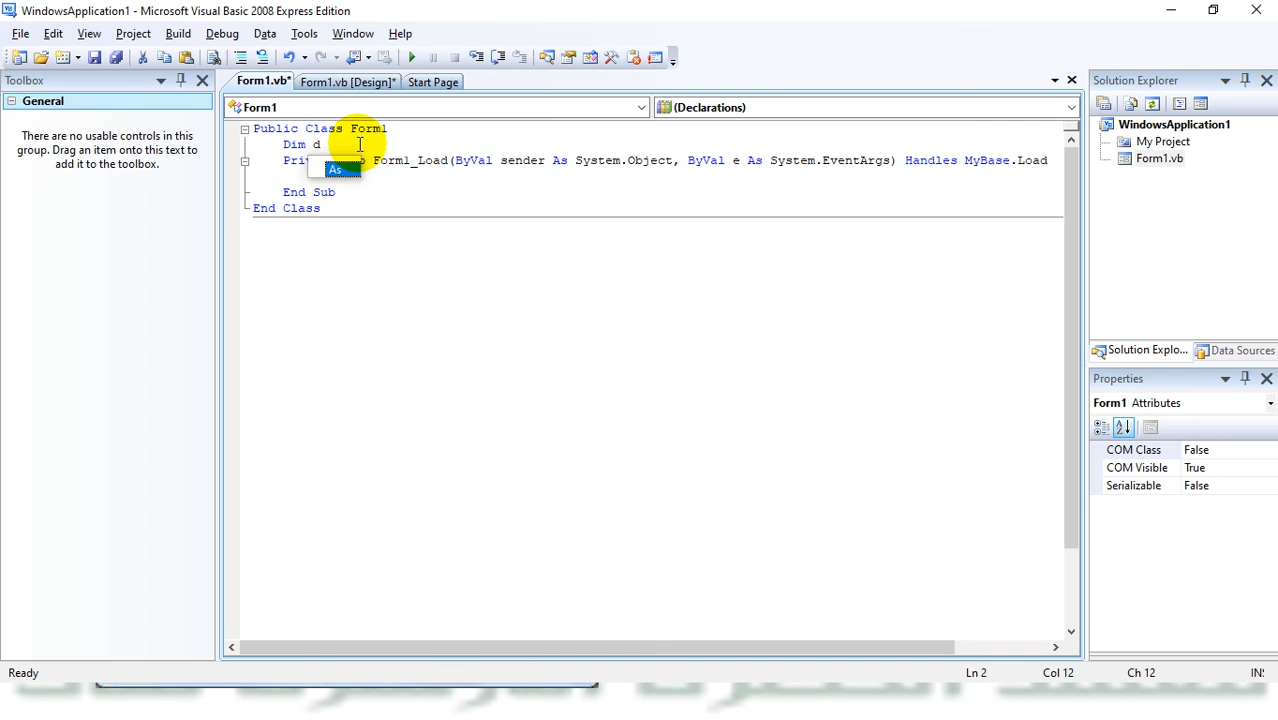 WindowsApplication1 - Microsoft Visual Basic 2008 Express Edition
File Edit View Project Build Debug Data Tools Window Help
Toolbox
General
There are no usable controls in this
group. Drag an item onto this text to
add it to the toolbox.
Form1.vb* Form1.vb [Design]* Start Page
Form1 (Declarations)
Public Class Form1
Dim d
Pri b Form1_Load(ByVal sender As System.Object, ByVal e As System.EventArgs) Handles MyBase.Load
As
End Sub
End Class
Solution Explorer
WindowsApplication1
My Project
Form1.vb
Solution Explo... Data Sources
Properties
Form1 Attributes
COM Class False
COM Visible True
Serializable False
Ready Ln 2 Col 12 Ch 12 INS